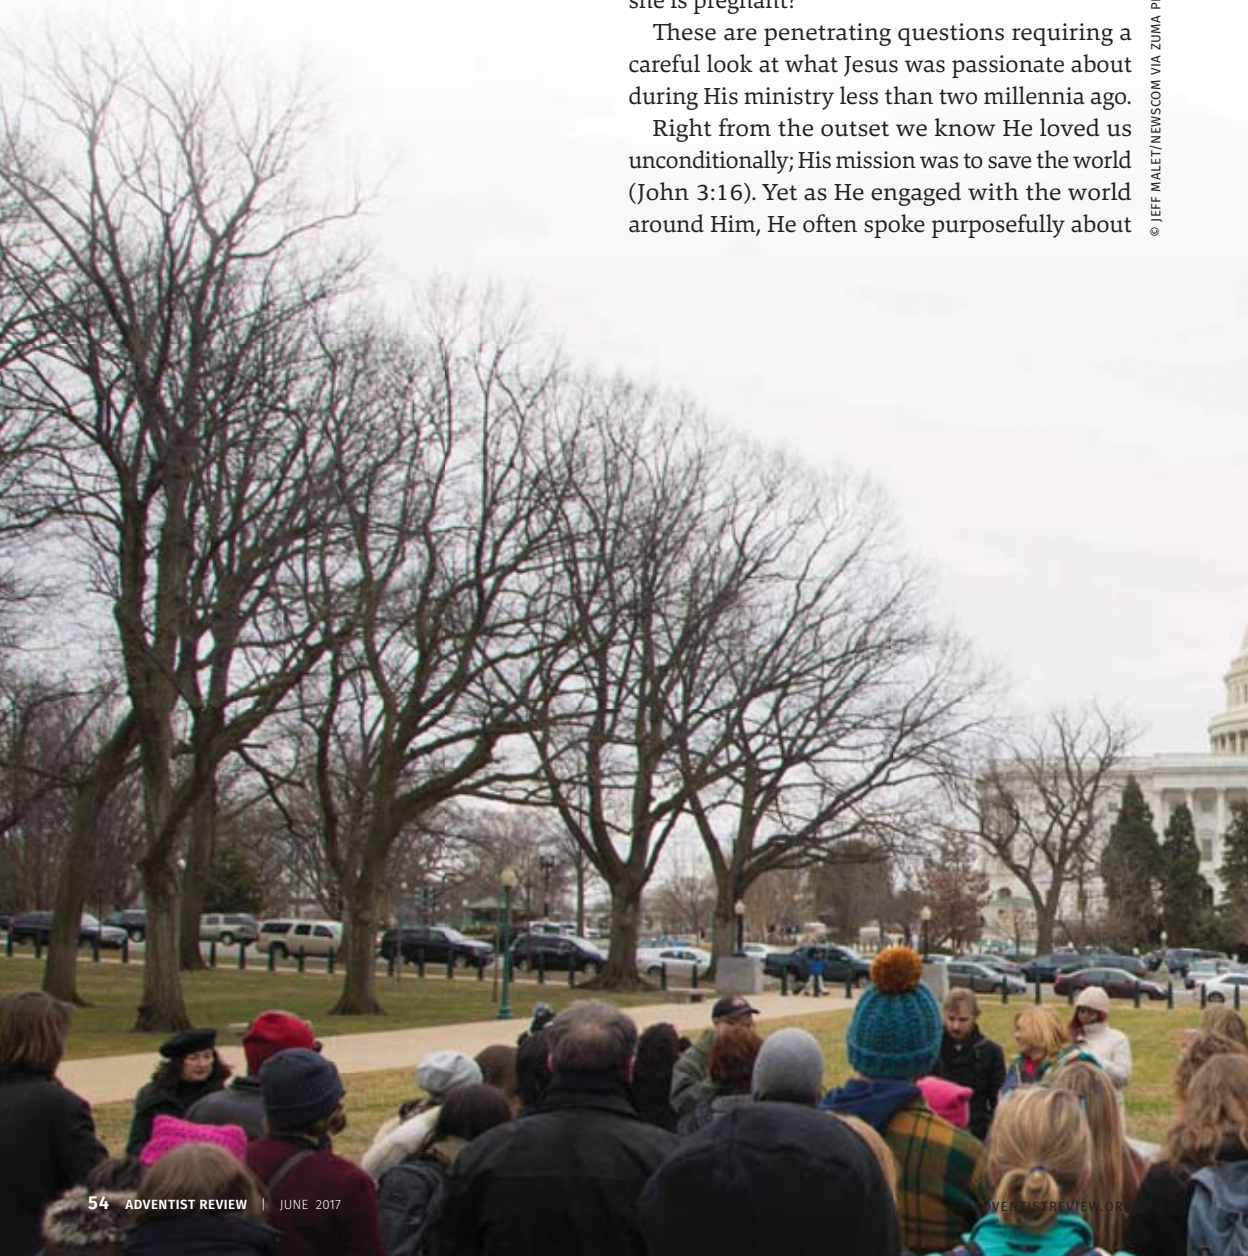 she is pregnant?
These are penetrating questions requiring a
careful look at what Jesus was passionate about
during His ministry less than two millennia ago.
Right from the outset we know He loved us
unconditionally; His mission was to save the world
(John 3:16). Yet as He engaged with the world
around Him, He often spoke purposefully about
© JEFF MALET/NEWSCOM VIA ZUMA
54 ADVENTIST REVIEW | JUNE 2017